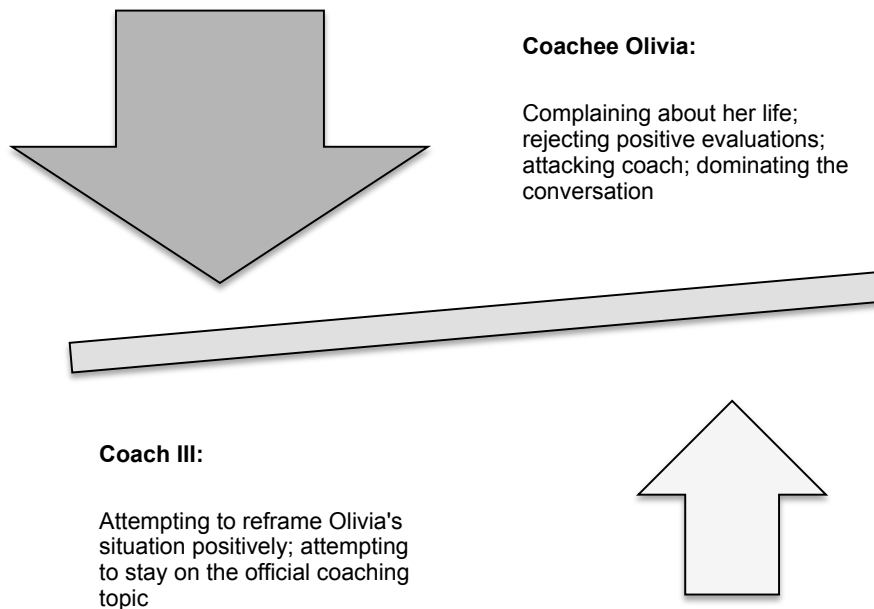 Coachee Olivia:
Complaining about her life;
rejecting positive evaluations;
attacking coach; dominating the
conversation
Coach III:
Attempting to reframe Olivia's
situation positively; attempting
to stay on the official coaching
topic